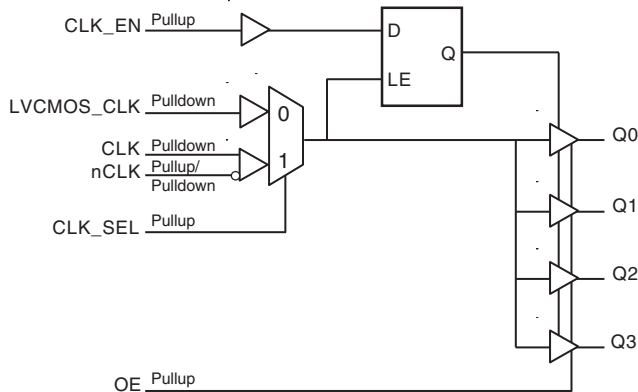 CLK_EN Pullup
D
Q
LE
LVCMOS_CLK Pulldown
0
CLK Pulldown
nCLK Pullup/
Pulldown
1
CLK_SEL Pullup
Q0
Q1
Q2
Q3
OE Pullup